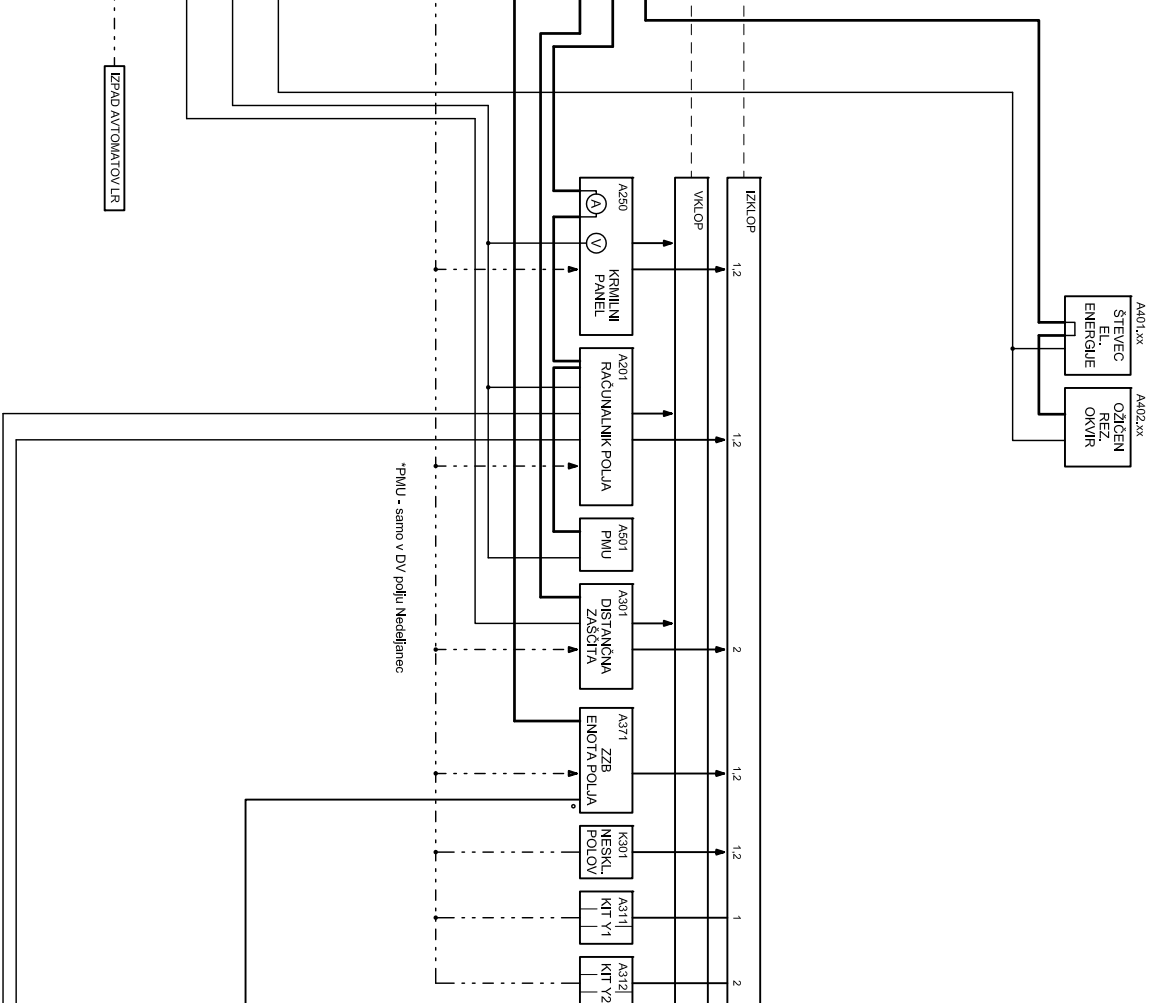 A401.xx
ŠTEVEC
EL.
ENERGIJE
A402.xx
OŽIČEN
REZ.
OKVIR
IZKLOP
1,2
1,2
2
1,2
1,2
1
2
VKLOP
A250
A
V
KRMILNI
PANEL
A201
RAČUNALNIK POLJA
A501
PMU
A301
DISTANČNA
ZAŠČITA
A371
ZZB
ENOTA POLJA
K301
NESKL.
POLOV
A311
KIT Y1
A312
KIT Y2
*PMU - samo v DV polju Nedeljanec
IZPAD AVTOMATOV LR